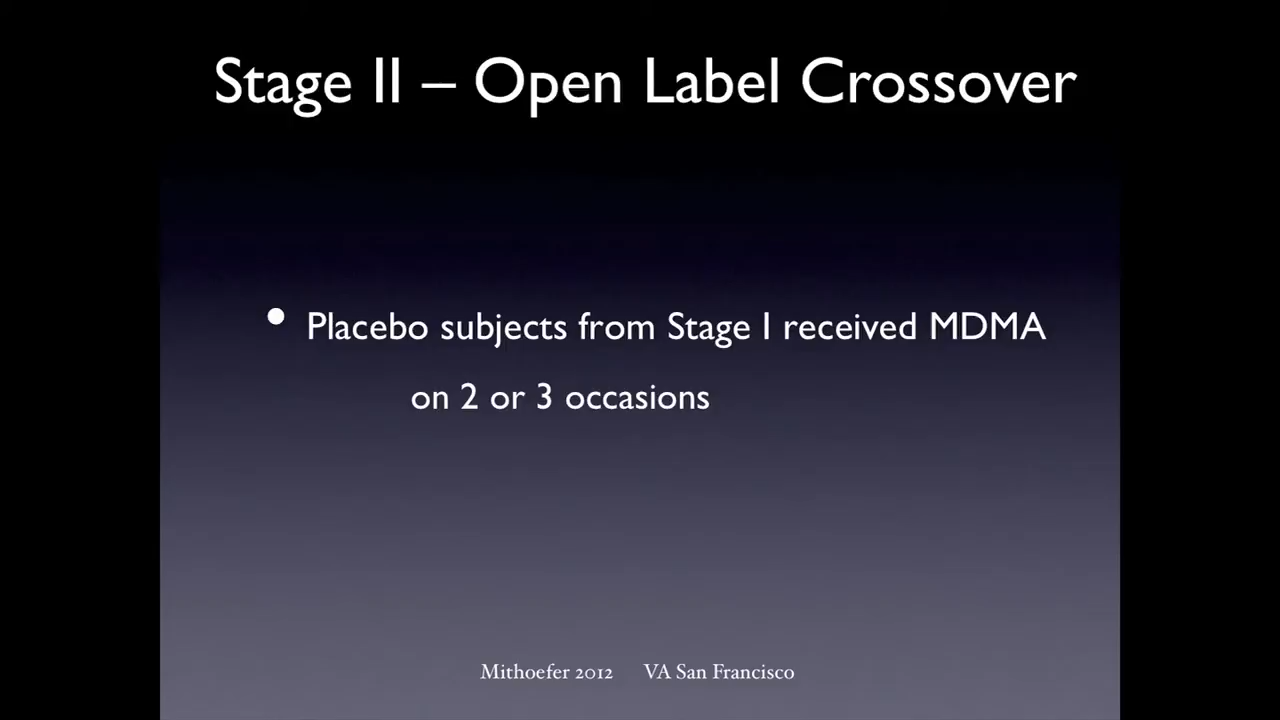 Stage II – Open Label Crossover
• Placebo subjects from Stage I received MDMA
on 2 or 3 occasions
Mithoefer 2012 VA San Francisco